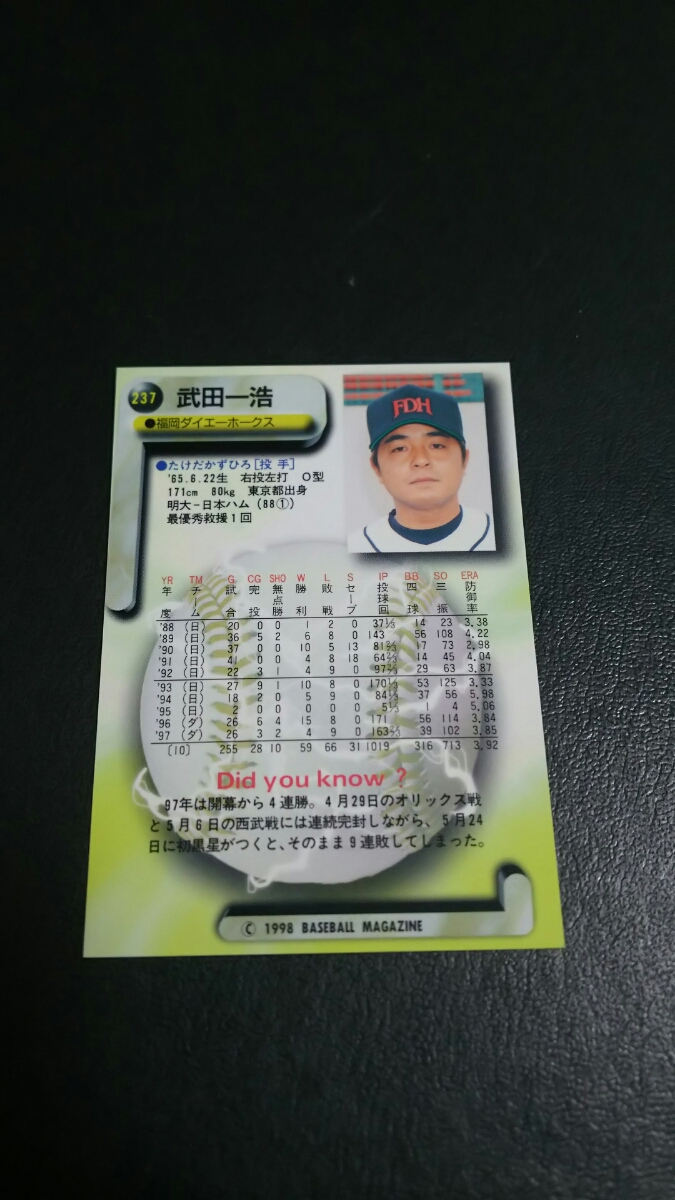 237 武田一浩
●福岡ダイエーホークス
FDH
●たけだかずひろ[投手]
'65.6.22生 右投左打 O型
171cm 80kg 東京都出身
明大－日本ハム(88①)
最優秀救援1回
YR TM G CG SHO W L S IP BB SO ERA
年度 チーム 試合 完投 無点勝 勝利 敗戦 セーブ 投球回 四球 三振 防御率
'88 (日) 20 0 0 1 2 0 37⅓ 14 23 3.38
'89 (日) 36 5 2 6 8 0 143 56 108 4.22
'90 (日) 37 0 0 10 5 13 81⅔ 17 73 2.98
'91 (日) 41 0 0 4 8 18 64⅔ 14 45 4.04
'92 (日) 22 3 1 4 9 0 97⅔ 29 63 3.87
'93 (日) 27 9 1 10 8 0 170⅓ 53 125 3.33
'94 (日) 18 2 0 5 9 0 84⅓ 37 56 5.98
'95 (日) 2 0 0 0 0 0 5⅓ 1 4 5.06
'96 (ダ) 26 6 4 15 8 0 171 56 114 3.84
'97 (ダ) 26 3 2 4 9 0 163⅔ 39 102 3.85
〔10〕 255 28 10 59 66 31 1019 316 713 3.92
Did you know ?
97年は開幕から4連勝。4月29日のオリックス戦
と5月6日の西武戦には連続完封しながら、5月24
日に初黒星がつくと、そのまま9連敗してしまった。
© 1998 BASEBALL MAGAZINE